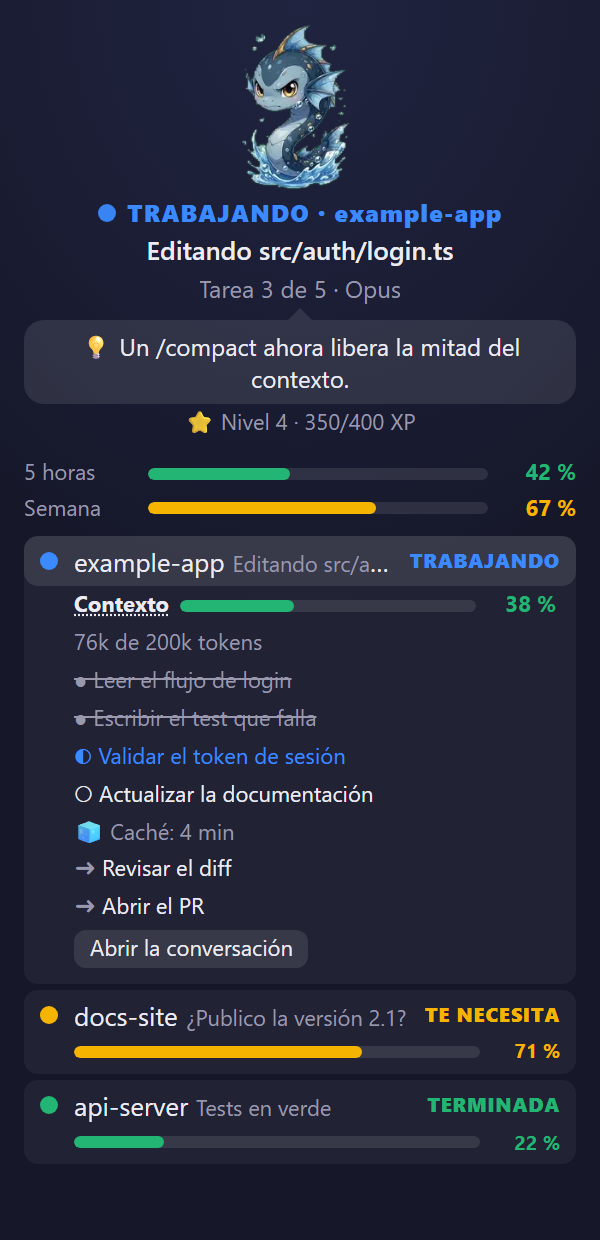 TRABAJANDO · example-app
Editando src/auth/login.ts
Tarea 3 de 5 · Opus
💡 Un /compact ahora libera la mitad del
contexto.
⭐ Nivel 4 · 350/400 XP
5 horas 42 %
Semana 67 %
example-app Editando src/a... TRABAJANDO
Contexto 38 %
76k de 200k tokens
● Leer el flujo de login
● Escribir el test que falla
◐ Validar el token de sesión
○ Actualizar la documentación
🧊 Caché: 4 min
→ Revisar el diff
→ Abrir el PR
Abrir la conversación
docs-site ¿Publico la versión 2.1? TE NECESITA
71 %
api-server Tests en verde TERMINADA
22 %